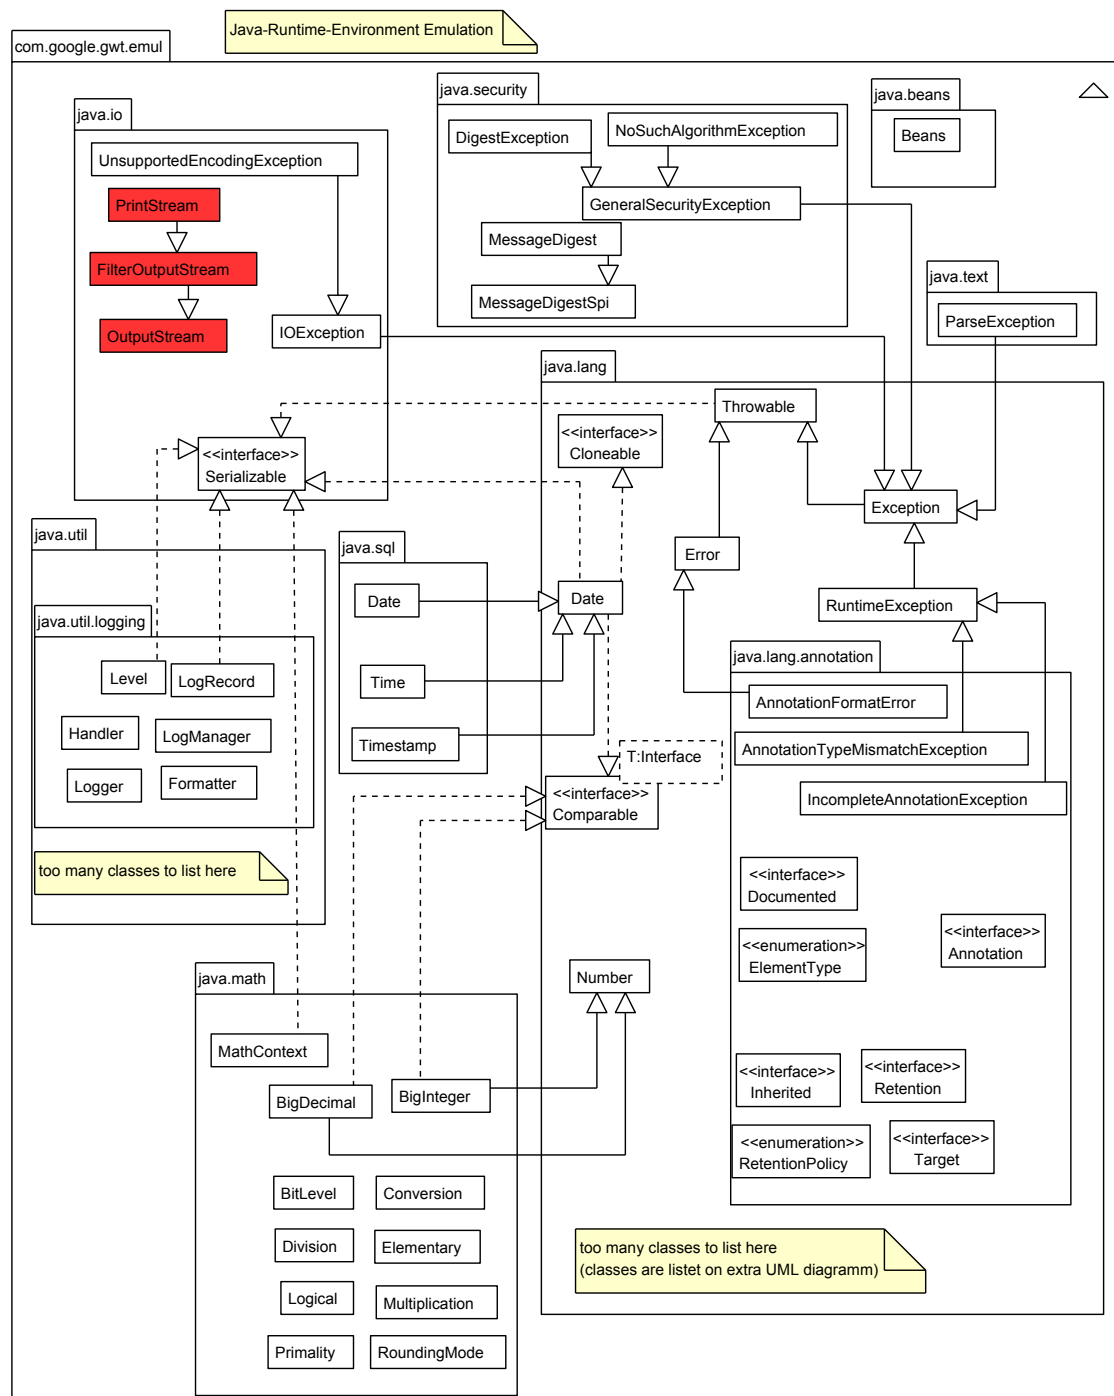 Java-Runtime-Environment Emulation
com.google.gwt.emul
java.io
UnsupportedEncodingException
PrintStream
FilterOutputStream
OutputStream
IOException
<<interface>>
Serializable
java.security
DigestException
NoSuchAlgorithmException
GeneralSecurityException
MessageDigest
MessageDigestSpi
java.beans
Beans
java.text
ParseException
java.lang
Throwable
<<interface>>
Cloneable
Exception
Error
Date
RuntimeException
T:Interface
<<interface>>
Comparable
Number
java.lang.annotation
AnnotationFormatError
AnnotationTypeMismatchException
IncompleteAnnotationException
<<interface>>
Documented
<<enumeration>>
ElementType
<<interface>>
Annotation
<<interface>>
Inherited
<<interface>>
Retention
<<enumeration>>
RetentionPolicy
<<interface>>
Target
too many classes to list here
(classes are listet on extra UML diagramm)
java.util
java.util.logging
Level
LogRecord
Handler
LogManager
Logger
Formatter
too many classes to list here
java.sql
Date
Time
Timestamp
java.math
MathContext
BigDecimal
BigInteger
BitLevel
Conversion
Division
Elementary
Logical
Multiplication
Primality
RoundingMode